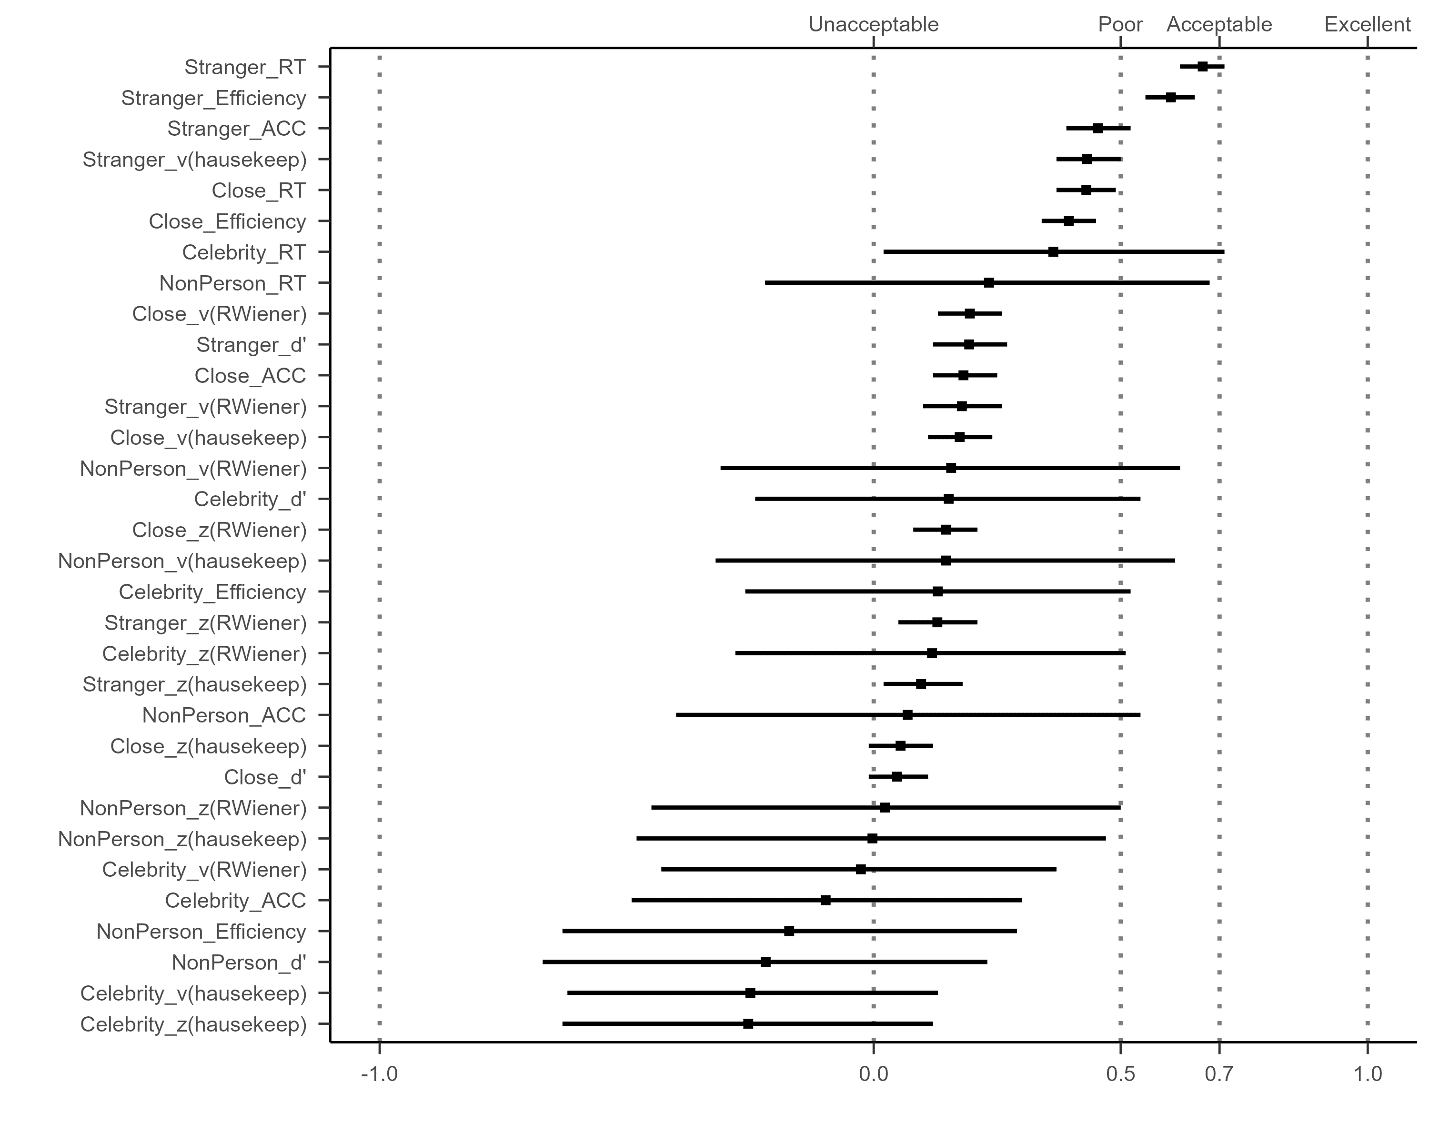 Unacceptable Poor Acceptable Excellent
Stranger_RT
Stranger_Efficiency
Stranger_ACC
Stranger_v(hausekeep)
Close_RT
Close_Efficiency
Celebrity_RT
NonPerson_RT
Close_v(RWiener)
Stranger_d'
Close_ACC
Stranger_v(RWiener)
Close_v(hausekeep)
NonPerson_v(RWiener)
Celebrity_d'
Close_z(RWiener)
NonPerson_v(hausekeep)
Celebrity_Efficiency
Stranger_z(RWiener)
Celebrity_z(RWiener)
Stranger_z(hausekeep)
NonPerson_ACC
Close_z(hausekeep)
Close_d'
NonPerson_z(RWiener)
NonPerson_z(hausekeep)
Celebrity_v(RWiener)
Celebrity_ACC
NonPerson_Efficiency
NonPerson_d'
Celebrity_v(hausekeep)
Celebrity_z(hausekeep)
-1.0 0.0 0.5 0.7 1.0